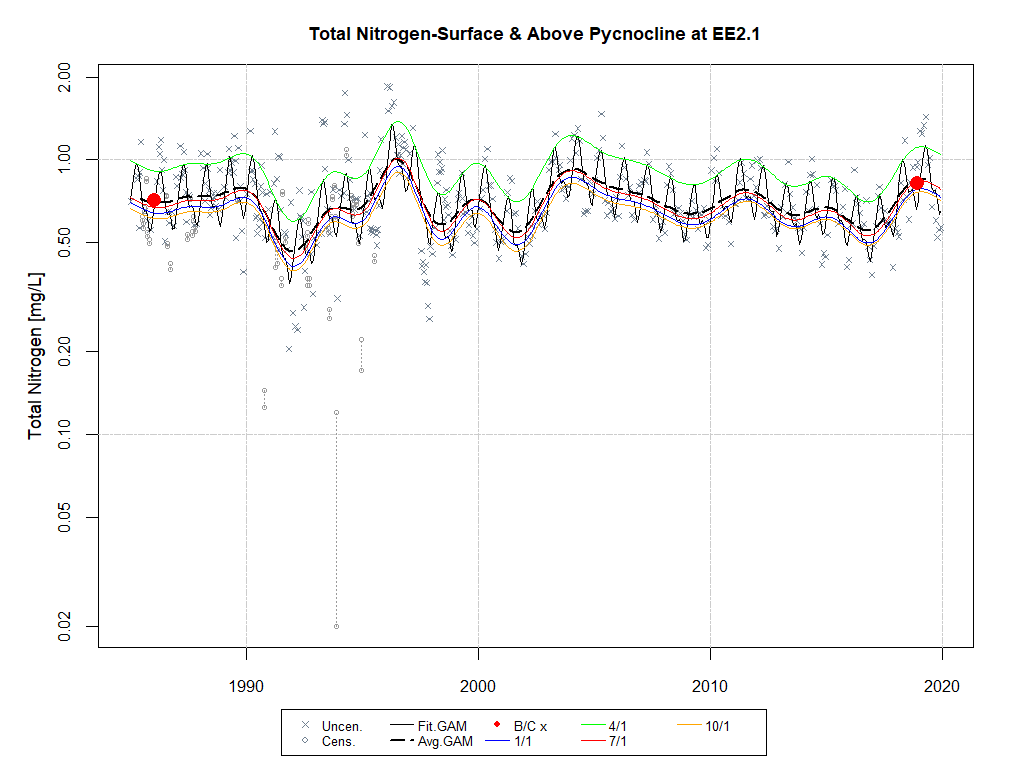 Total Nitrogen-Surface & Above Pycnocline at EE2.1
Total Nitrogen [mg/L]
2.00
1.00
0.50
0.20
0.10
0.05
0.02
1990 2000 2010 2020
Uncen. Fit.GAM B/C x 4/1 10/1
Cens. Avg.GAM 1/1 7/1